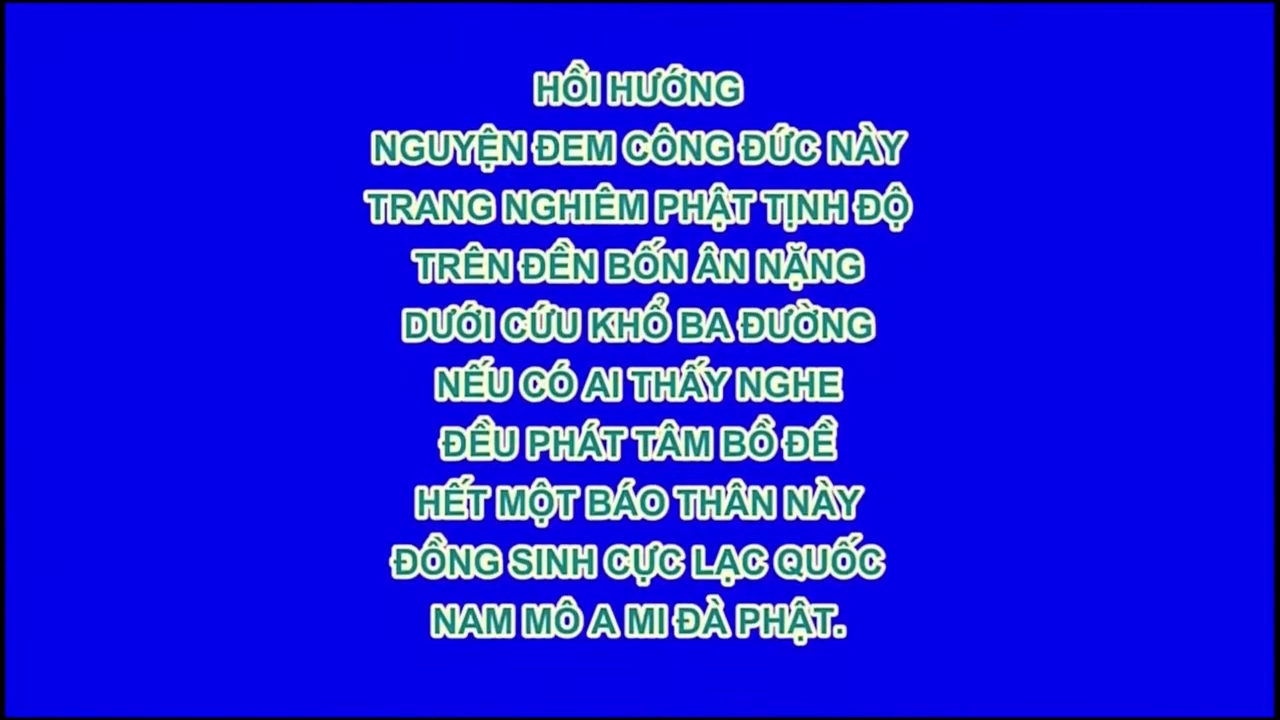 HỒI HƯỚNG
NGUYỆN ĐEM CÔNG ĐỨC NÀY
TRANG NGHIÊM PHẬT TỊNH ĐỘ
TRÊN ĐỀN BỐN ÂN NẶNG
DƯỚI CỨU KHỔ BA ĐƯỜNG
NẾU CÓ AI THẤY NGHE
ĐỀU PHÁT TÂM BỒ ĐỀ
HẾT MỘT BÁO THÂN NÀY
ĐỒNG SINH CỰC LẠC QUỐC
NAM MÔ A MI ĐÀ PHẬT.